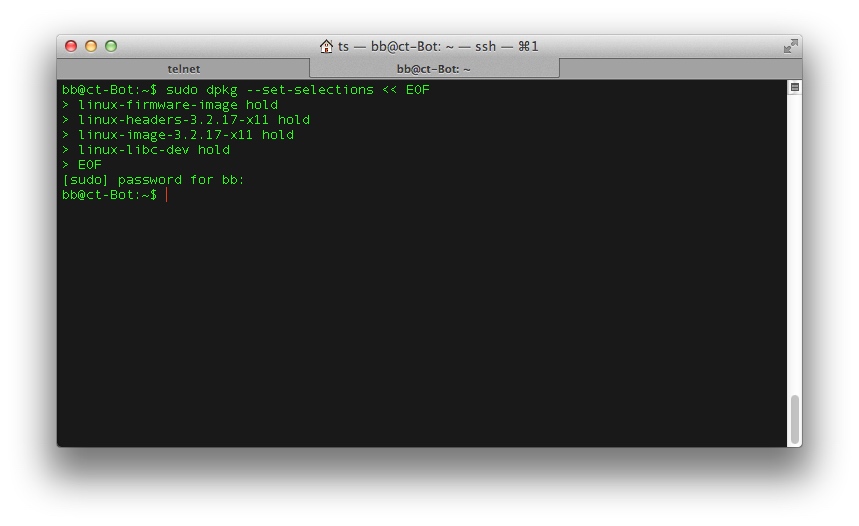 ts — bb@ct-Bot: ~ — ssh — ⌘1
telnet
bb@ct-Bot: ~
bb@ct-Bot:~$ sudo dpkg --set-selections << EOF
> linux-firmware-image hold
> linux-headers-3.2.17-x11 hold
> linux-image-3.2.17-x11 hold
> linux-libc-dev hold
> EOF
[sudo] password for bb:
bb@ct-Bot:~$